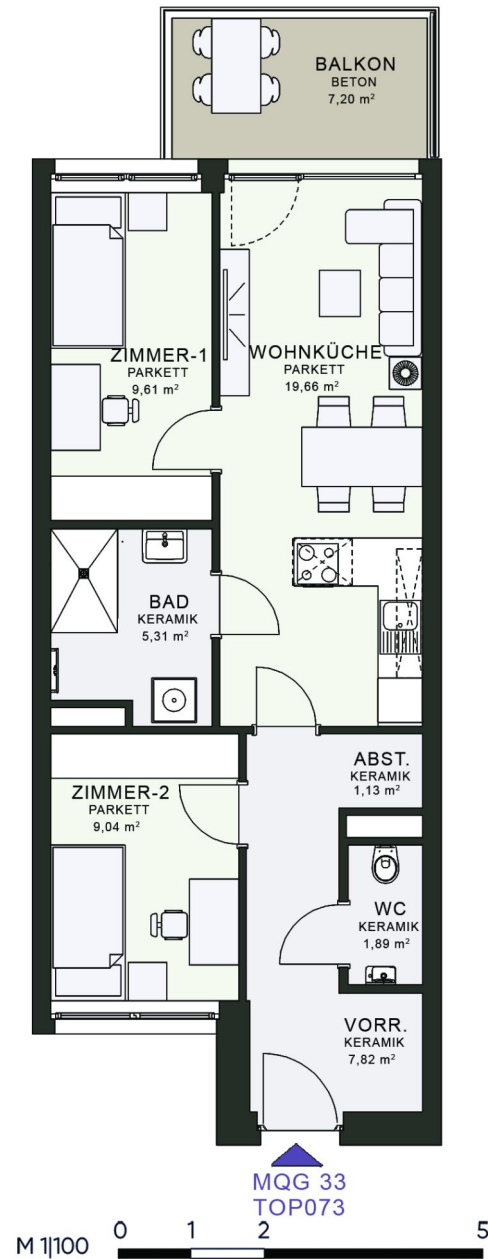 BALKON
BETON
7,20 m²
ZIMMER-1
PARKETT
9,61 m²
WOHNKÜCHE
PARKETT
19,66 m²
BAD
KERAMIK
5,31 m²
ABST.
KERAMIK
1,13 m²
ZIMMER-2
PARKETT
9,04 m²
WC
KERAMIK
1,89 m²
VORR.
KERAMIK
7,82 m²
MQG 33
TOP073
M 1|100 0 1 2 5